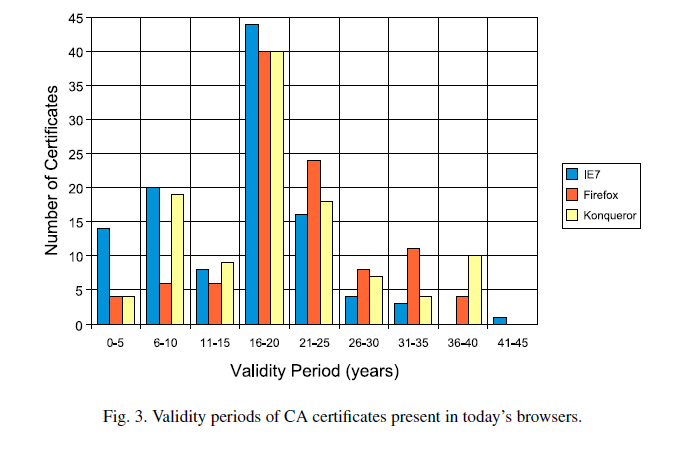 45
40
35
30
25
20
15
10
5
0
Number of Certificates
0-5 6-10 11-15 16-20 21-25 26-30 31-35 36-40 41-45
Validity Period (years)
IE7
Firefox
Konqueror
Fig. 3. Validity periods of CA certificates present in today's browsers.